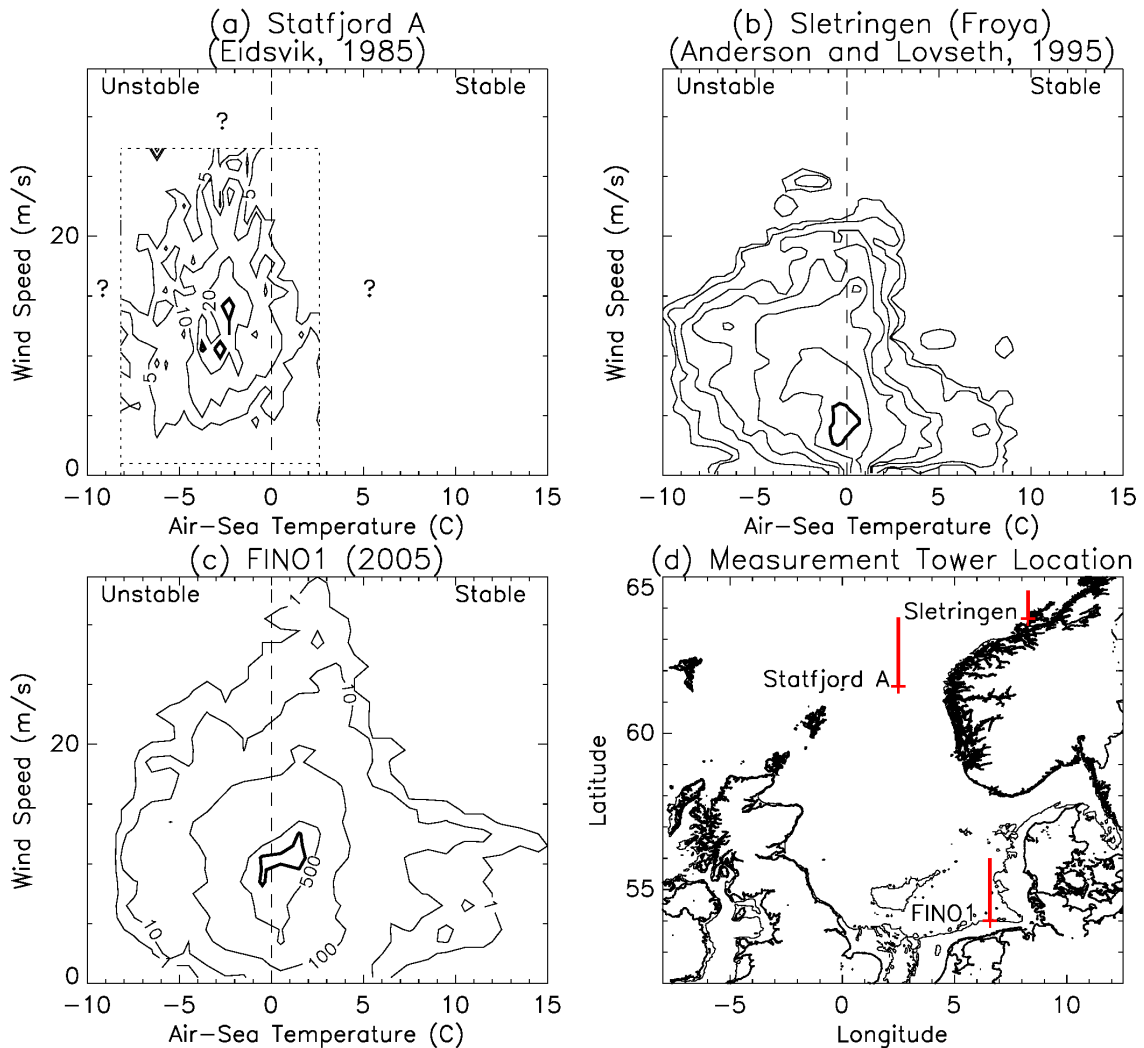 (a) Statfjord A
(Eidsvik, 1985)
Unstable Stable
?
? ?
5
5
20
10
5
20
0
Wind Speed (m/s)
−10 −5 0 5 10 15
Air−Sea Temperature (C)
(b) Sletringen (Froya)
(Anderson and Lovseth, 1995)
Unstable Stable
20
0
Wind Speed (m/s)
−10 −5 0 5 10 15
Air−Sea Temperature (C)
(c) FINO1 (2005)
Unstable Stable
1
10
500
1
10
100
20
0
Wind Speed (m/s)
−10 −5 0 5 10 15
Air−Sea Temperature (C)
(d) Measurement Tower Location
65
60
55
Latitude
Sletringen
Statfjord A
FINO1
−5 0 5 10
Longitude